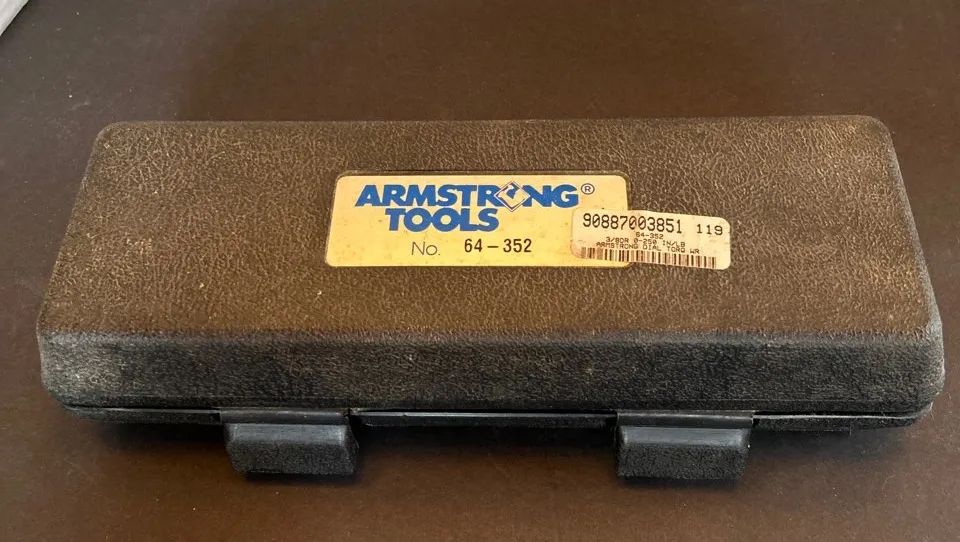 ARMSTRONG®
TOOLS
No. 64-352
90887003851 119
64-352
3/8DR 0-250 IN/LB
ARMSTRONG DIAL TORQ WR